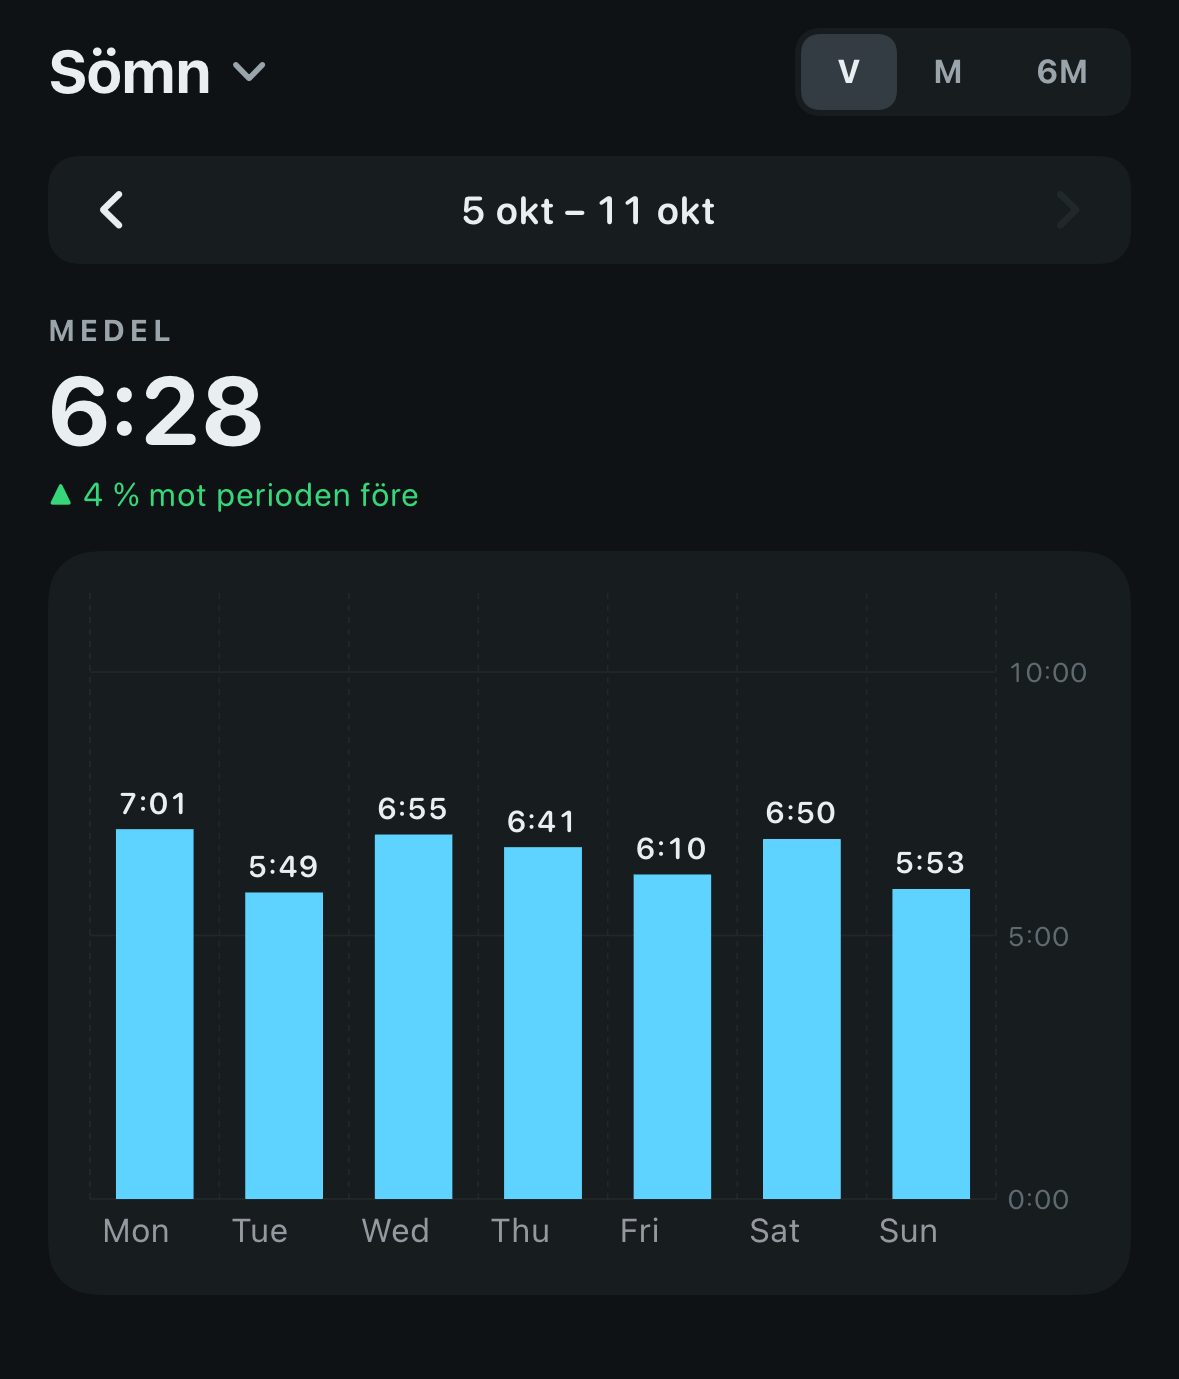 Sömn
V M 6M
5 okt – 11 okt
MEDEL
6:28
▲ 4 % mot perioden före
10:00
7:01 5:49 6:55 6:41 6:10 6:50 5:53
5:00
0:00
Mon Tue Wed Thu Fri Sat Sun